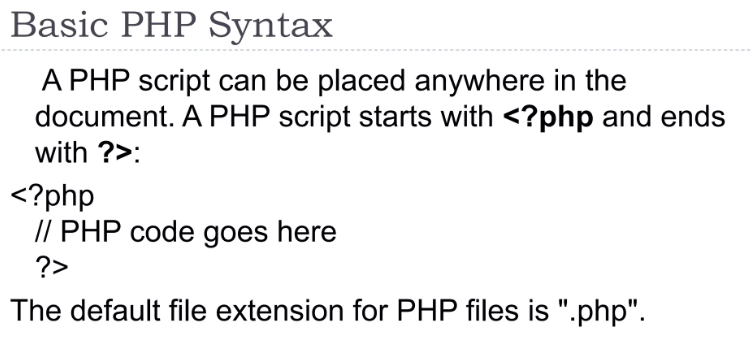 Basic PHP Syntax
A PHP script can be placed anywhere in the
document. A PHP script starts with <?php and ends
with ?>:
<?php
// PHP code goes here
?>
The default file extension for PHP files is ".php".